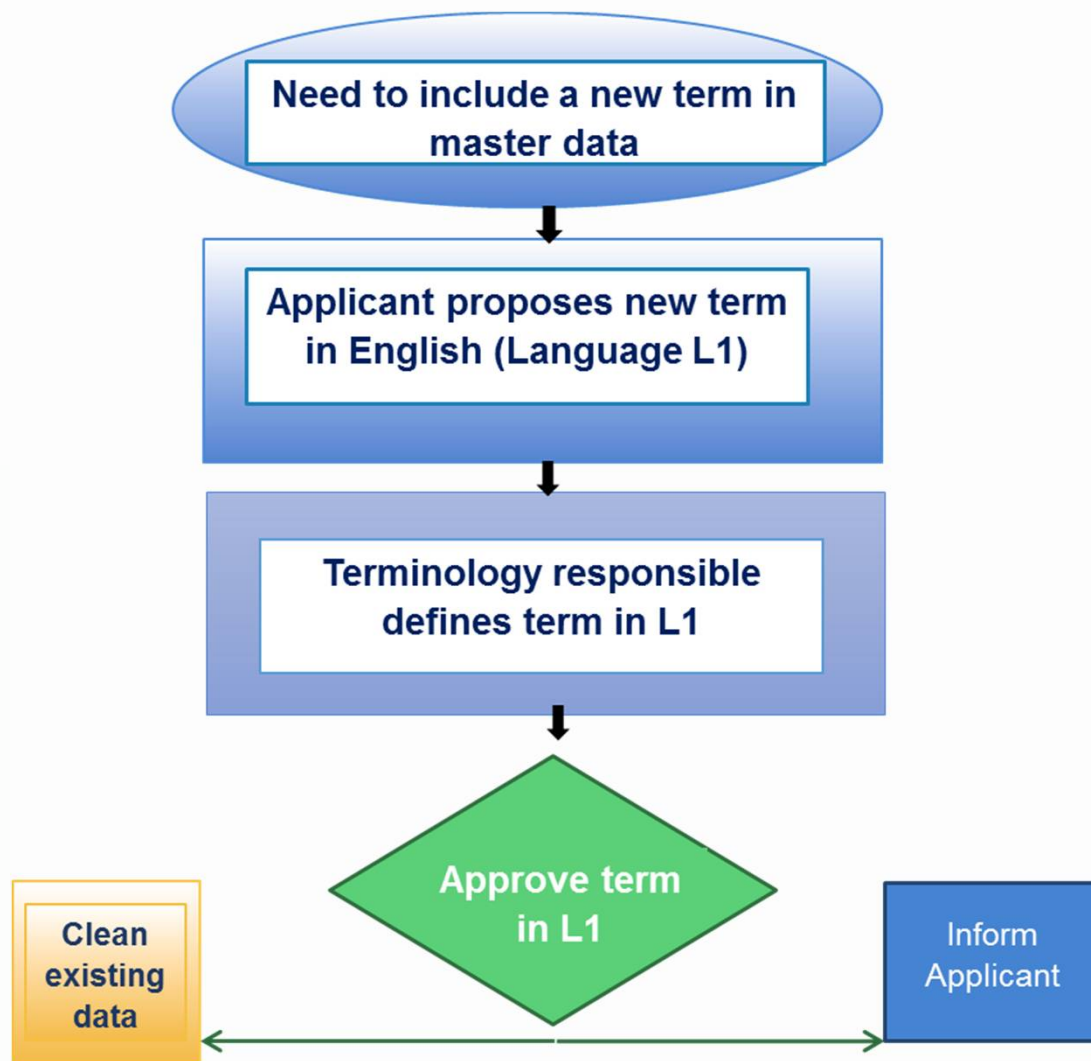 Need to include a new term in
master data
Applicant proposes new term
in English (Language L1)
Terminology responsible
defines term in L1
Approve term
in L1
Clean
existing
data
Inform
Applicant